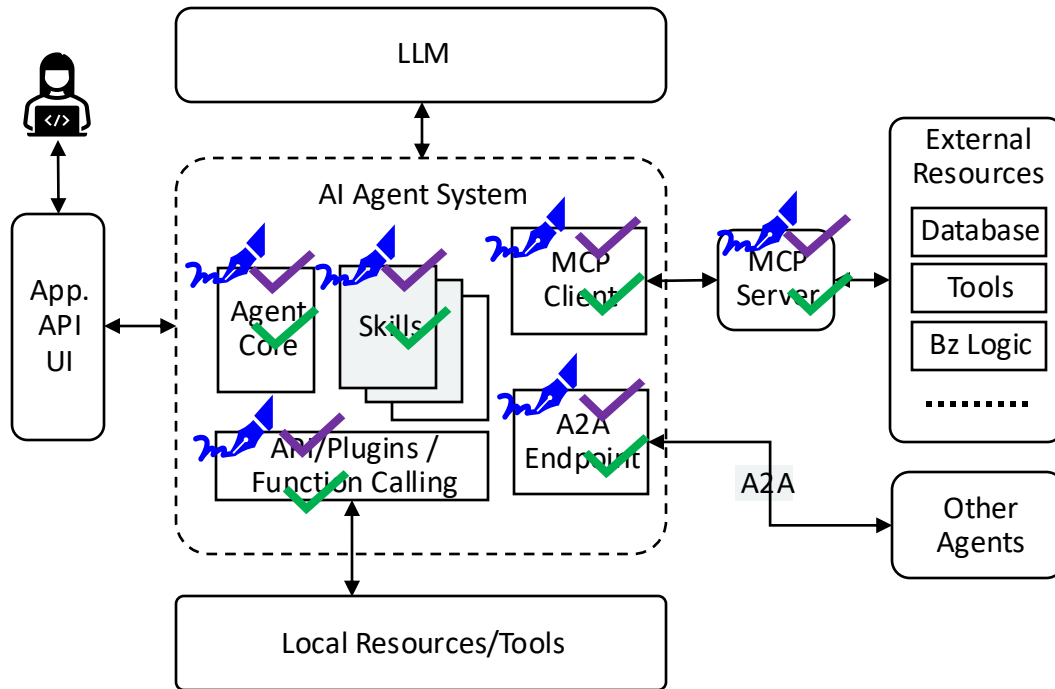 LLM
</>
AI Agent System
External
Resources
Database
Tools
Bz Logic
App.
API
UI
Agent
Core
Skills
MCP
Client
MCP
Server
API/Plugins /
Function Calling
A2A
Endpoint
A2A
Other
Agents
Local Resources/Tools